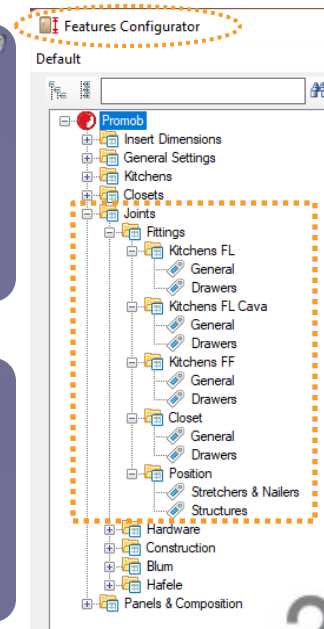 Features Configurator
Default
Promob
Insert Dimensions
General Settings
Kitchens
Closets
Joints
Fittings
Kitchens FL
General
Drawers
Kitchens FL Cava
General
Drawers
Kitchens FF
General
Drawers
Closet
General
Drawers
Position
Stretchers & Nailers
Structures
Hardware
Construction
Blum
Hafele
Panels & Composition